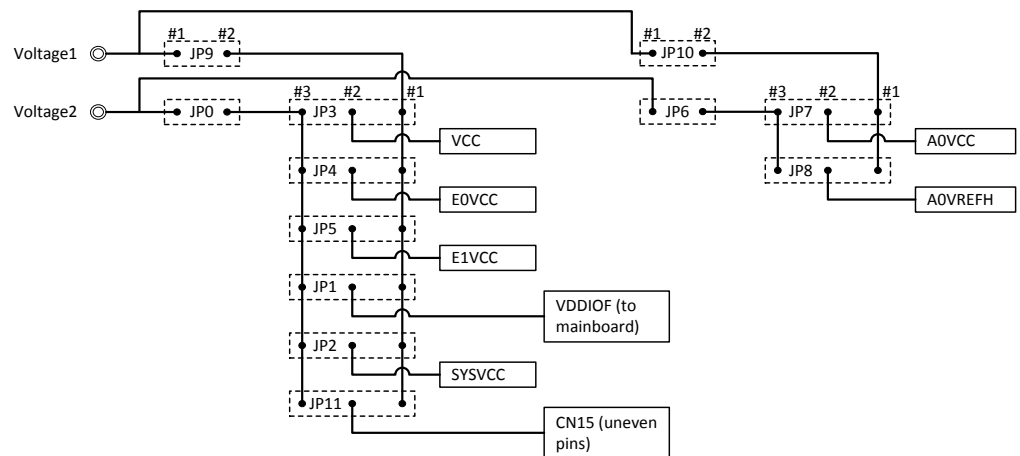 #1 #2
#1 #2
Voltage1
JP9
JP10
#3 #2 #1
#3 #2 #1
Voltage2
JP0
JP3
JP6
JP7
VCC
A0VCC
JP4
JP8
E0VCC
A0VREFH
JP5
E1VCC
JP1
VDDIOF (to
mainboard)
JP2
SYSVCC
JP11
CN15 (uneven
pins)